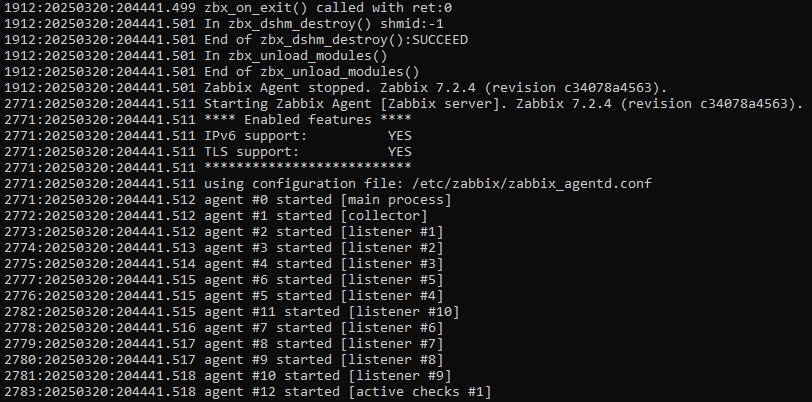 1912:20250320:204441.499 zbx_on_exit() called with ret:0
1912:20250320:204441.501 In zbx_dshm_destroy() shmid:-1
1912:20250320:204441.501 End of zbx_dshm_destroy():SUCCEED
1912:20250320:204441.501 In zbx_unload_modules()
1912:20250320:204441.501 End of zbx_unload_modules()
1912:20250320:204441.501 Zabbix Agent stopped. Zabbix 7.2.4 (revision c34078a4563).
2771:20250320:204441.511 Starting Zabbix Agent [Zabbix server]. Zabbix 7.2.4 (revision c34078a4563).
2771:20250320:204441.511 **** Enabled features ****
2771:20250320:204441.511 IPv6 support:          YES
2771:20250320:204441.511 TLS support:           YES
2771:20250320:204441.511 **************************
2771:20250320:204441.511 using configuration file: /etc/zabbix/zabbix_agentd.conf
2771:20250320:204441.512 agent #0 started [main process]
2772:20250320:204441.512 agent #1 started [collector]
2773:20250320:204441.512 agent #2 started [listener #1]
2774:20250320:204441.513 agent #3 started [listener #2]
2775:20250320:204441.514 agent #4 started [listener #3]
2777:20250320:204441.515 agent #6 started [listener #5]
2776:20250320:204441.515 agent #5 started [listener #4]
2782:20250320:204441.515 agent #11 started [listener #10]
2778:20250320:204441.516 agent #7 started [listener #6]
2779:20250320:204441.517 agent #8 started [listener #7]
2780:20250320:204441.517 agent #9 started [listener #8]
2781:20250320:204441.518 agent #10 started [listener #9]
2783:20250320:204441.518 agent #12 started [active checks #1]